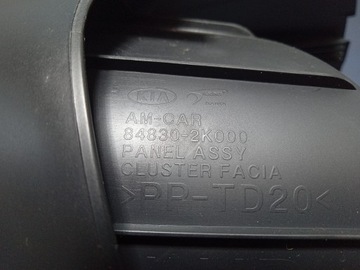 KIA
AM-CAR
84830-2K000
PANEL ASSY
CLUSTER FACIA
>PP-TD20<